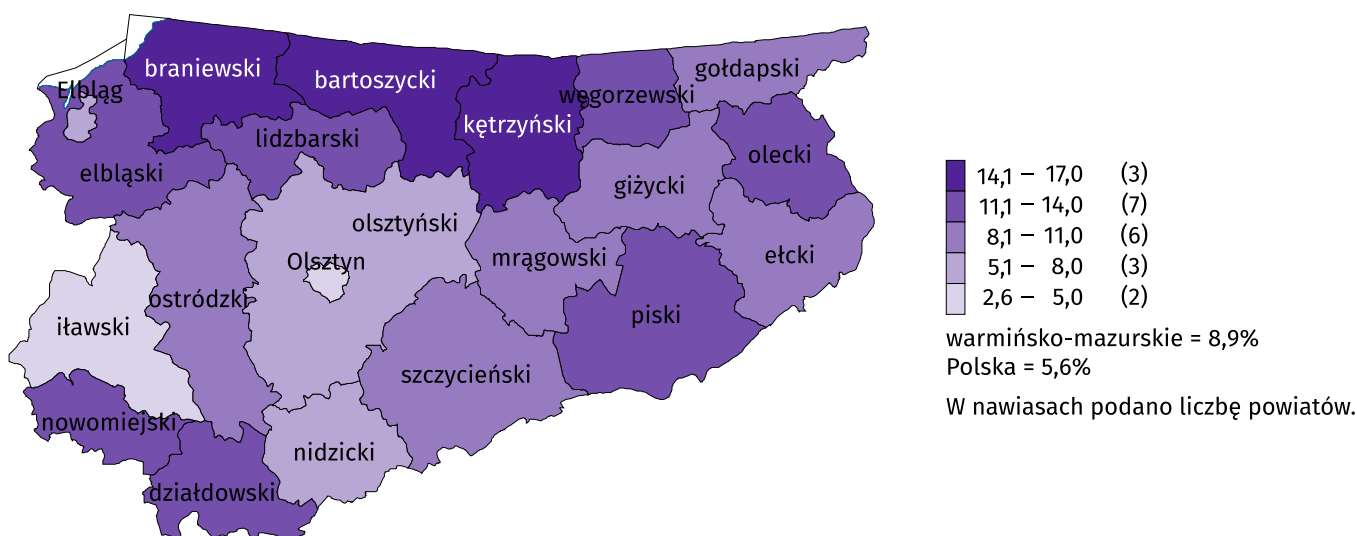 braniewski
bartoszycki
gołdapski
Elbląg
węgorzewski
kętrzyński
lidzbarski
olecki
elbląski
giżycki
olsztyński
ełcki
mrągowski
Olsztyn
ostródzki
iławski
piski
szczycieński
nowomiejski
nidzicki
działdowski
14,1 – 17,0 (3)
11,1 – 14,0 (7)
8,1 – 11,0 (6)
5,1 – 8,0 (3)
2,6 – 5,0 (2)
warmińsko-mazurskie = 8,9%
Polska = 5,6%
W nawiasach podano liczbę powiatów.